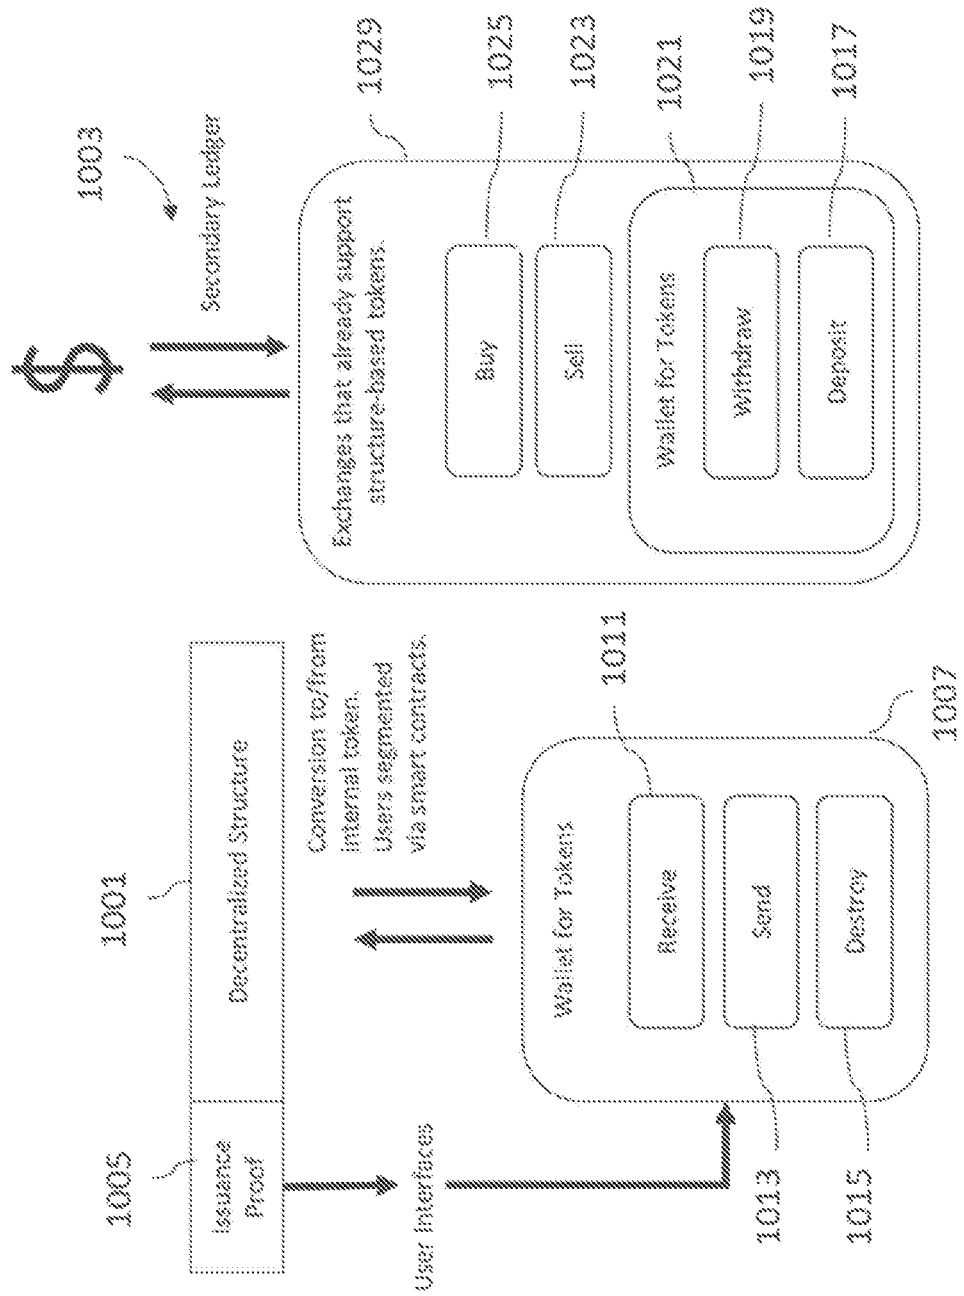 1005
1001
Issuance
Proof
Decentralized Structure
User Interfaces
Conversion to/from
internal token.
Users segmented
via smart contracts.
Wallet for Tokens
Receive
1011
Send
1013
Destroy
1015
1007
$
1003
Secondary Ledger
1029
Exchanges that already support
structure-based tokens.
Buy
1025
Sell
1023
1021
Wallet for Tokens
Withdraw
1019
Deposit
1017